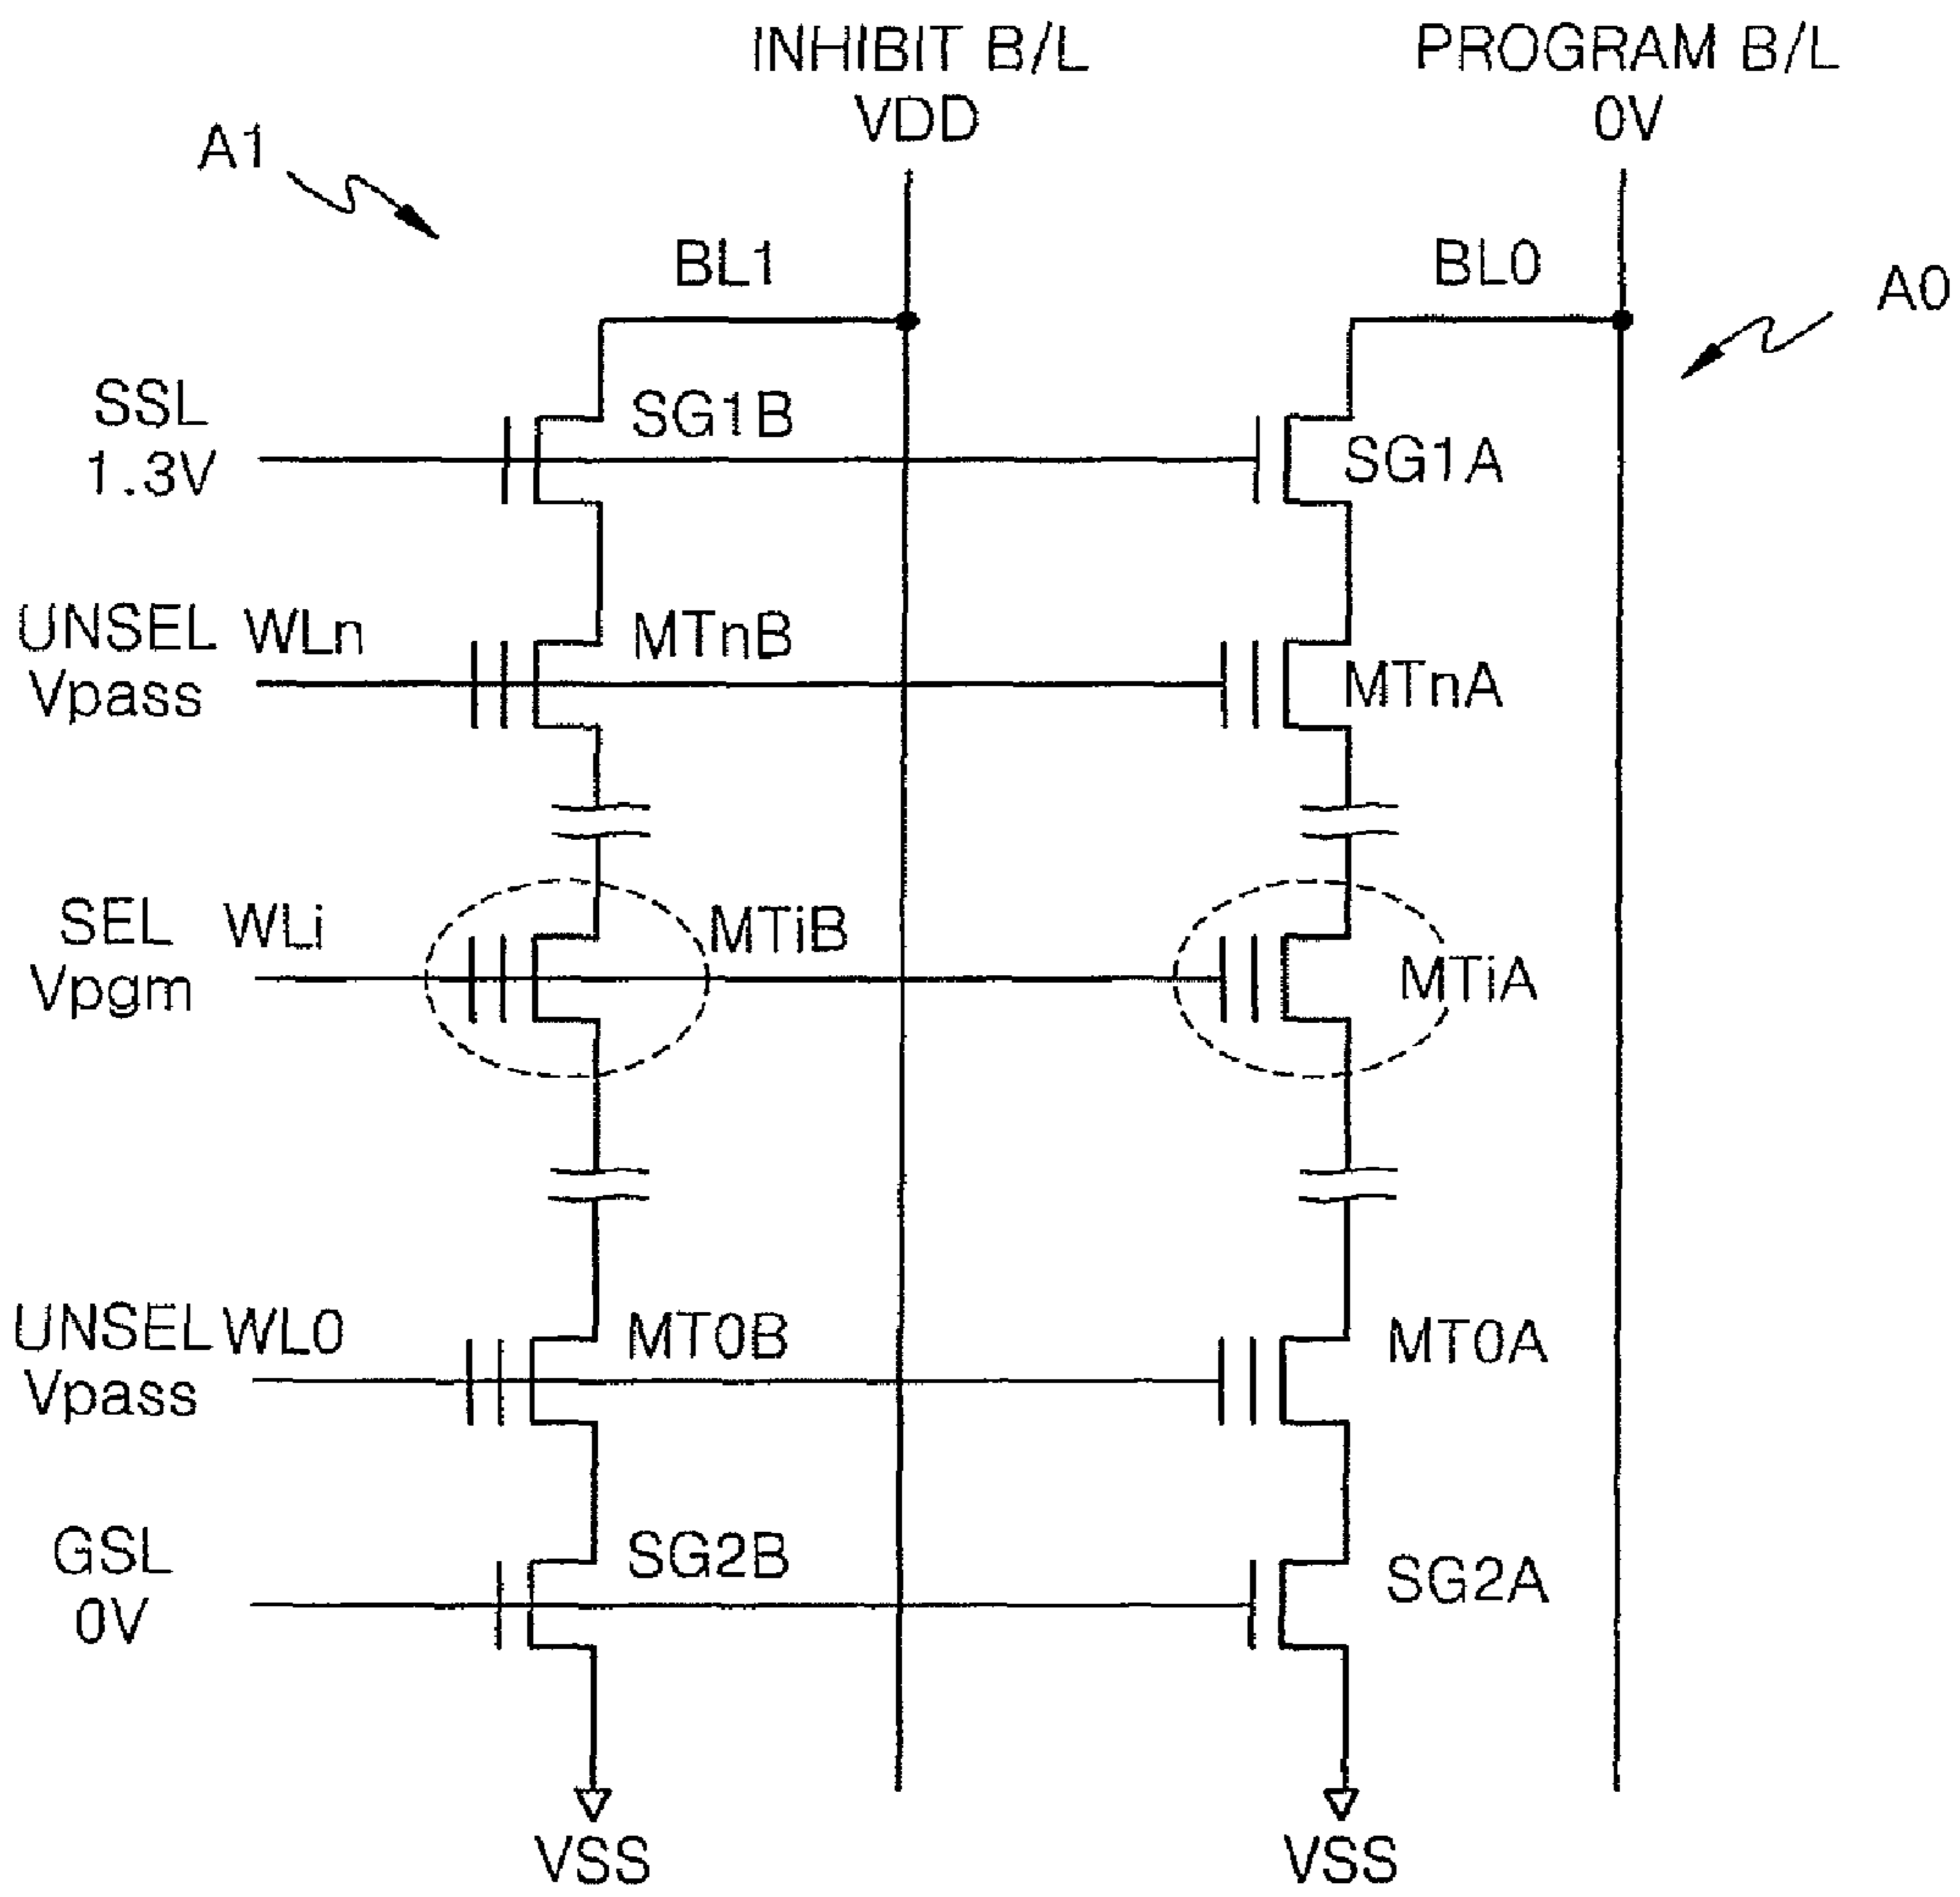 INHIBIT B/L
VDD
PROGRAM B/L
0V
A1
BL1
BL0
A0
SSL
1.3V
SG1B
SG1A
UNSEL WLn
Vpass
MTnB
MTnA
SEL WLi
Vpgm
MTiB
MTiA
UNSEL WL0
Vpass
MT0B
MT0A
GSL
0V
SG2B
SG2A
VSS
VSS